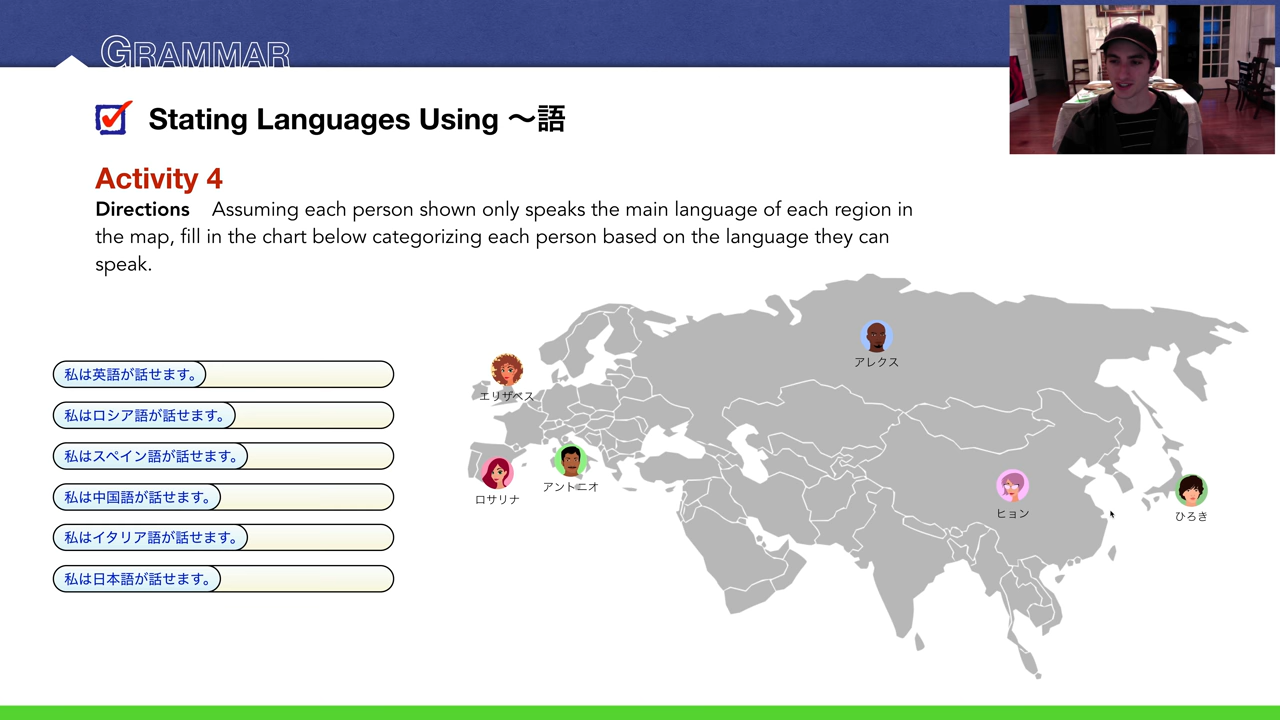 GRAMMAR
Stating Languages Using 〜語
Activity 4
Directions Assuming each person shown only speaks the main language of each region in
the map, fill in the chart below categorizing each person based on the language they can
speak.
アレクス
エリザベス
ロサリナ
アントニオ
ヒョン
ひろき
私は英語が話せます。
私はロシア語が話せます。
私はスペイン語が話せます。
私は中国語が話せます。
私はイタリア語が話せます。
私は日本語が話せます。